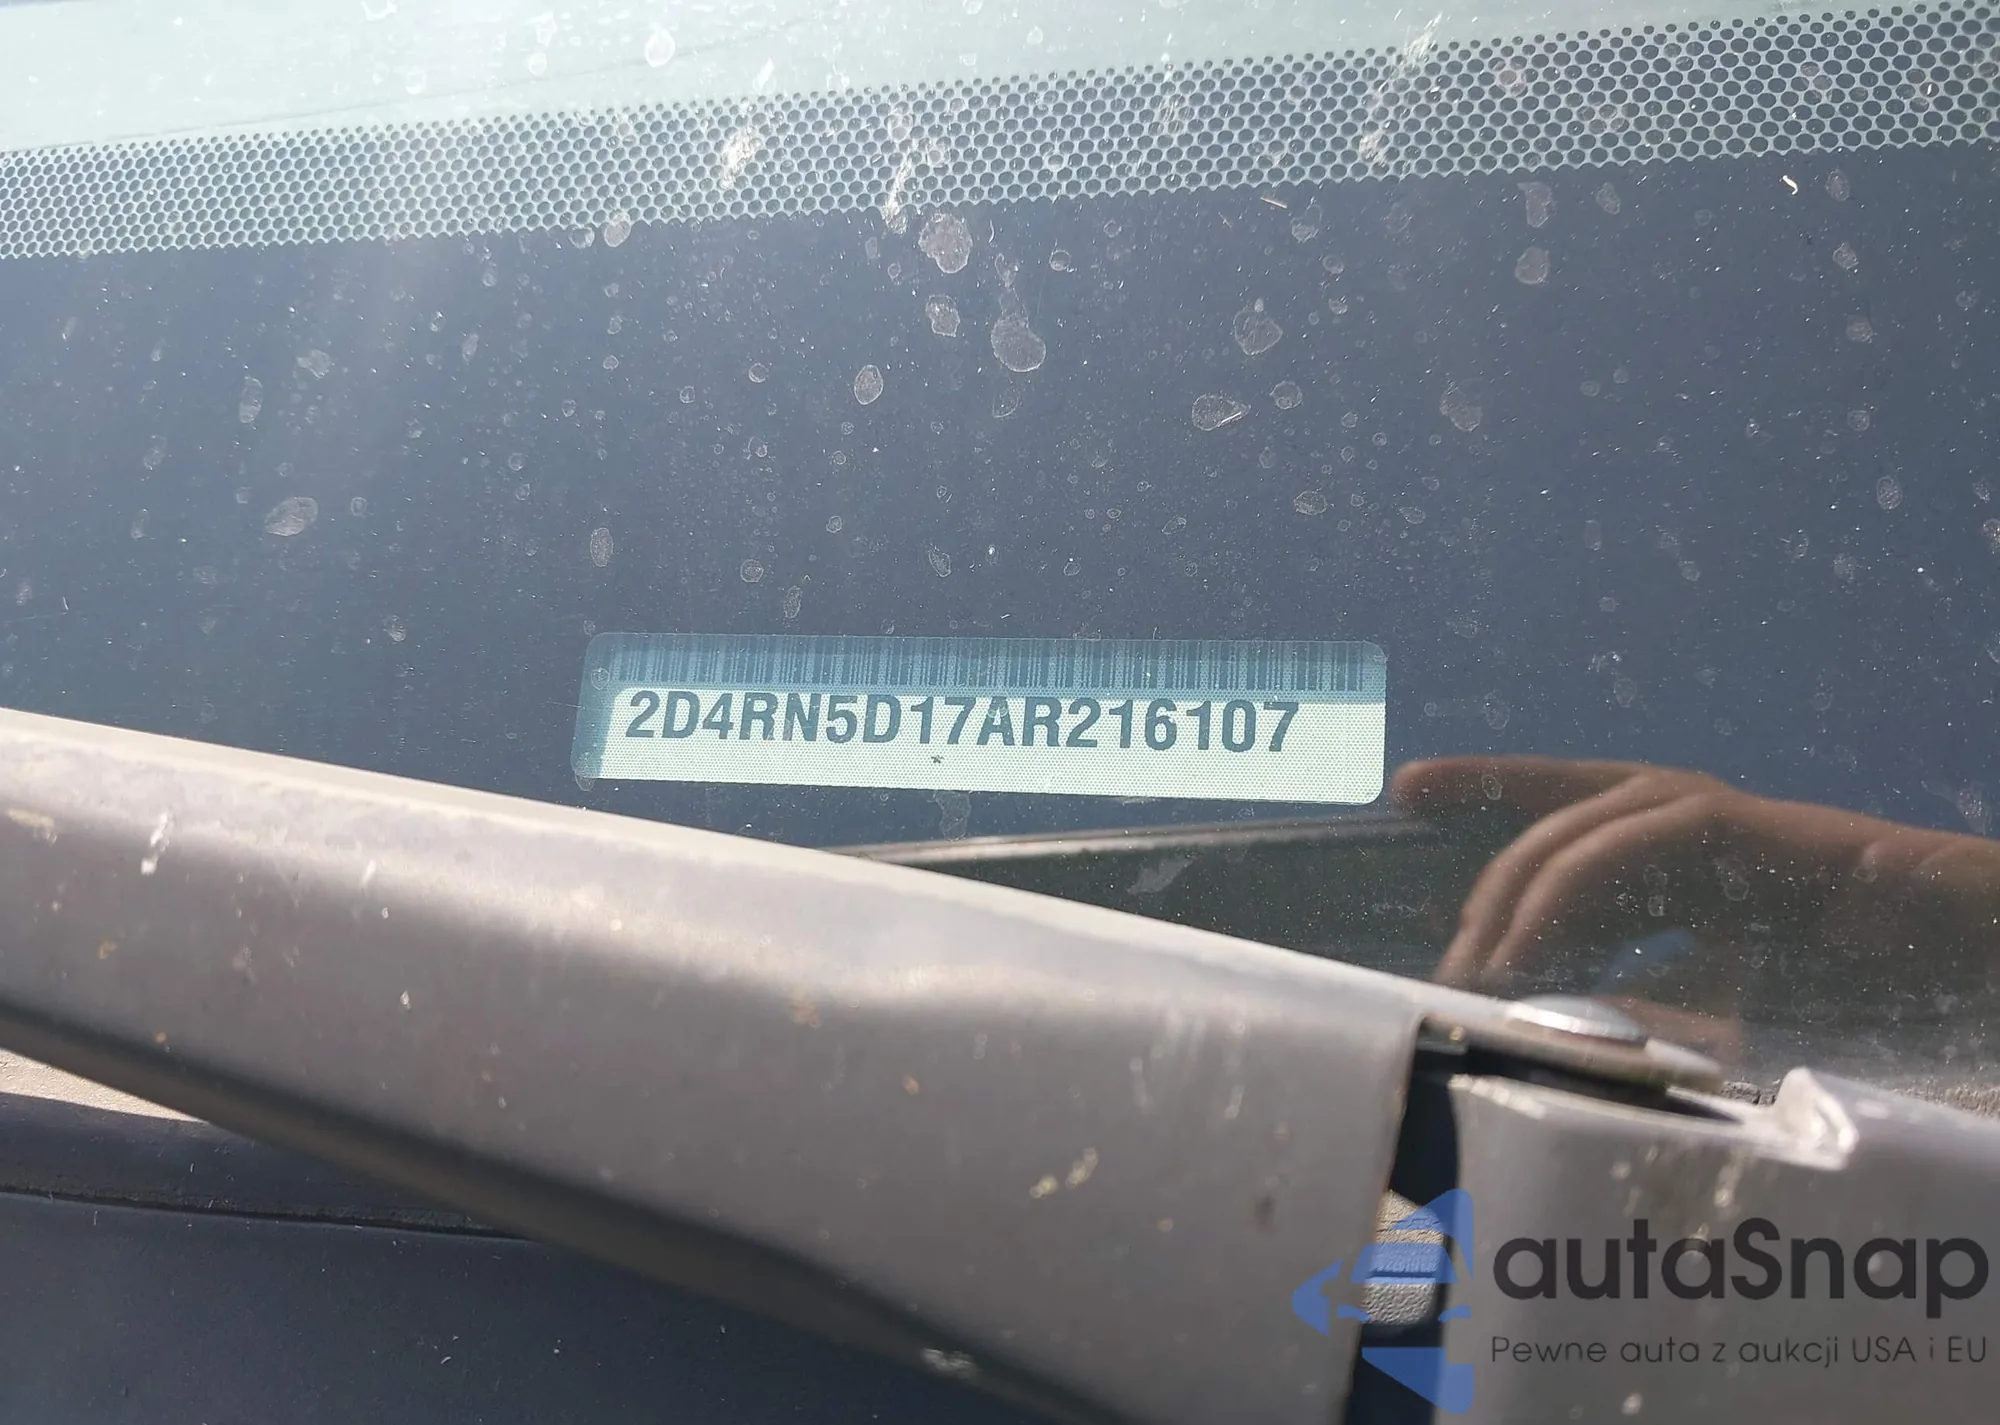 2D4RN5D17AR216107
autaSnap
Pewne auta z aukcji USA i EU